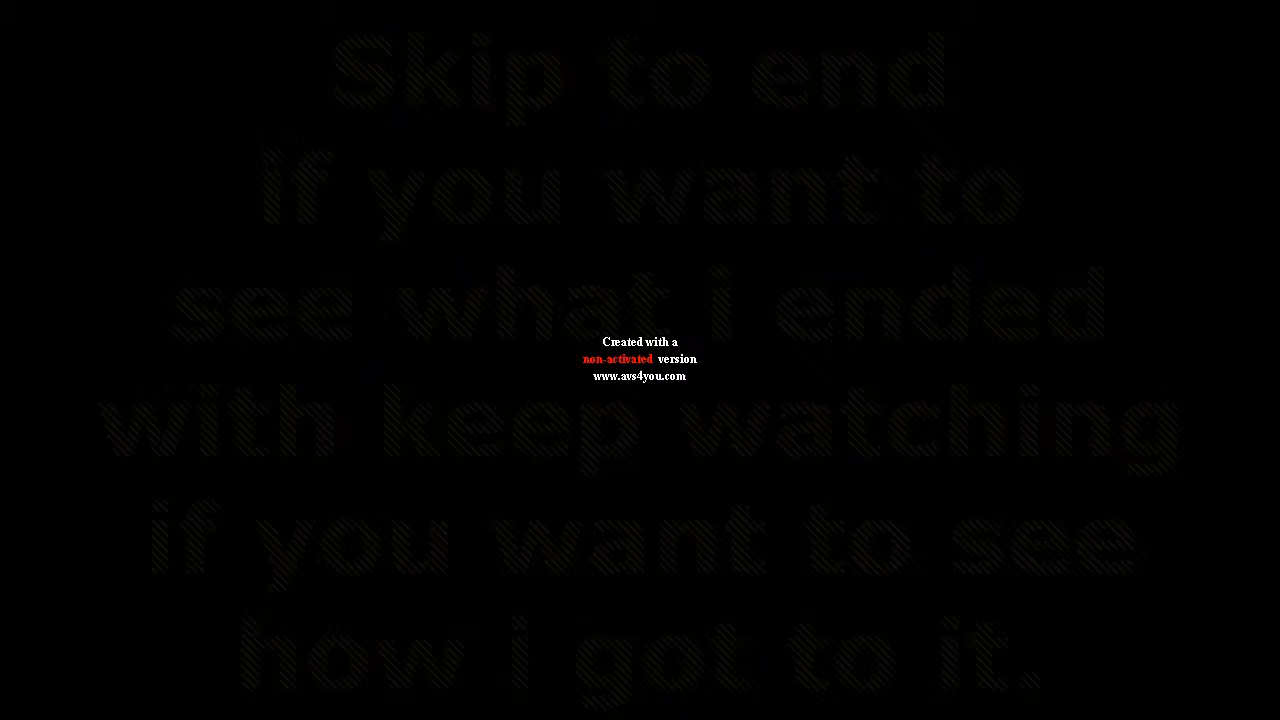 Skip to end
if you want to
see what i ended
Created with a
non-activated version
www.avs4you.com
with keep watching
if you want to see
how i got to it.